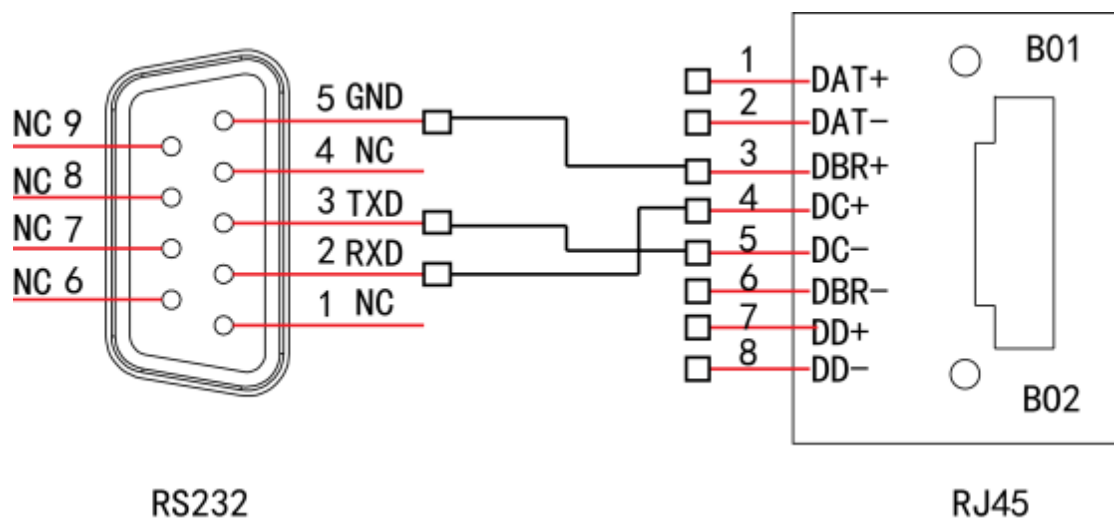 NC 9
NC 8
NC 7
NC 6
5 GND
4 NC
3 TXD
2 RXD
1 NC
1 DAT+
2 DAT-
3 DBR+
4 DC+
5 DC-
6 DBR-
7 DD+
8 DD-
B01
B02
RS232
RJ45